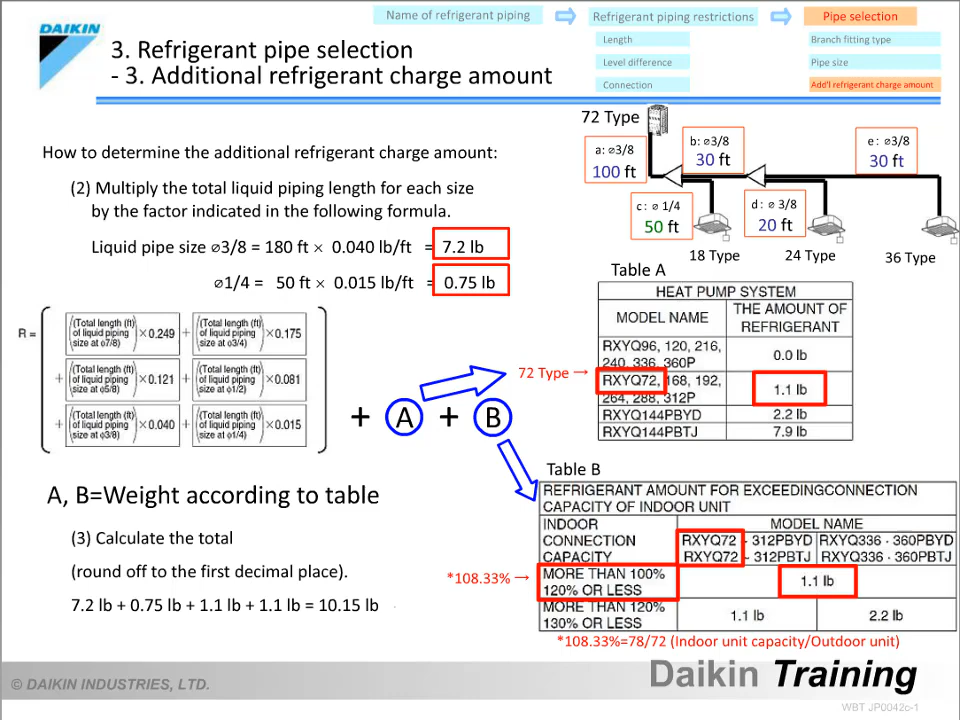 DAIKIN
Name of refrigerant piping
Refrigerant piping restrictions
Pipe selection
Length
Level difference
Connection
Branch fitting type
Pipe size
Add'l refrigerant charge amount
3. Refrigerant pipe selection
- 3. Additional refrigerant charge amount
72 Type
a: ⌀3/8
100 ft
b: ⌀3/8
30 ft
e: ⌀3/8
30 ft
c: ⌀ 1/4
50 ft
d: ⌀ 3/8
20 ft
18 Type
24 Type
36 Type
How to determine the additional refrigerant charge amount:
(2) Multiply the total liquid piping length for each size
by the factor indicated in the following formula.
Liquid pipe size ⌀3/8 = 180 ft × 0.040 lb/ft = 7.2 lb
⌀1/4 = 50 ft × 0.015 lb/ft = 0.75 lb
R =
(Total length (ft) of liquid piping size at φ7/8) ×0.249 + (Total length (ft) of liquid piping size at φ3/4) ×0.175
+ (Total length (ft) of liquid piping size at φ5/8) ×0.121 + (Total length (ft) of liquid piping size at φ1/2) ×0.081
+ (Total length (ft) of liquid piping size at φ3/8) ×0.040 + (Total length (ft) of liquid piping size at φ1/4) ×0.015
+ A + B
Table A
HEAT PUMP SYSTEM
MODEL NAME
THE AMOUNT OF REFRIGERANT
RXYQ96, 120, 216,
240, 336, 360P
0.0 lb
72 Type →
RXYQ72, 168, 192,
264, 288, 312P
1.1 lb
RXYQ144PBYD
2.2 lb
RXYQ144PBTJ
7.9 lb
A, B=Weight according to table
(3) Calculate the total
(round off to the first decimal place).
7.2 lb + 0.75 lb + 1.1 lb + 1.1 lb = 10.15 lb
Table B
REFRIGERANT AMOUNT FOR EXCEEDINGCONNECTION
CAPACITY OF INDOOR UNIT
INDOOR
CONNECTION
CAPACITY
MODEL NAME
RXYQ72 - 312PBYD
RXYQ72 - 312PBTJ
RXYQ336 · 360PBYD
RXYQ336 · 360PBTJ
*108.33% →
MORE THAN 100%
120% OR LESS
1.1 lb
MORE THAN 120%
130% OR LESS
1.1 lb
2.2 lb
*108.33%=78/72 (Indoor unit capacity/Outdoor unit)
© DAIKIN INDUSTRIES, LTD.
Daikin Training
WBT JP0042c-1